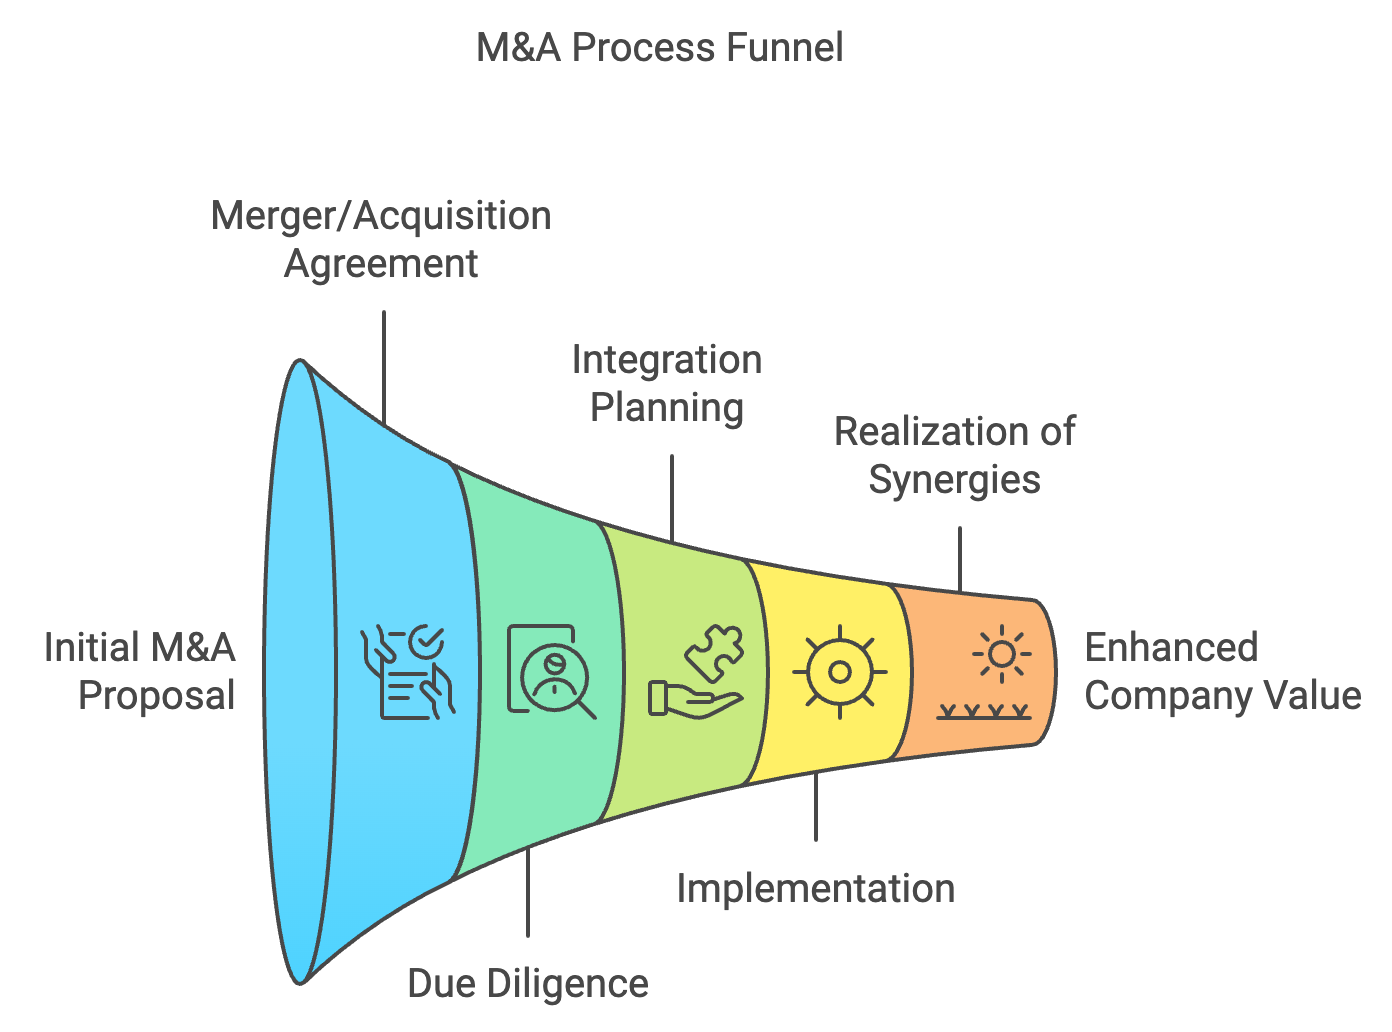 M&A Process Funnel
Merger/Acquisition
Agreement
Integration
Planning
Realization of
Synergies
Initial M&A
Proposal
Enhanced
Company Value
Implementation
Due Diligence